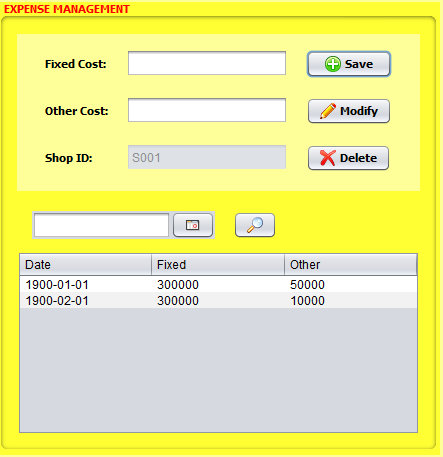 EXPENSE MANAGEMENT
Fixed Cost: Save
Other Cost: Modify
Shop ID: S001 Delete
Date Fixed Other
1900-01-01 300000 50000
1900-02-01 300000 10000